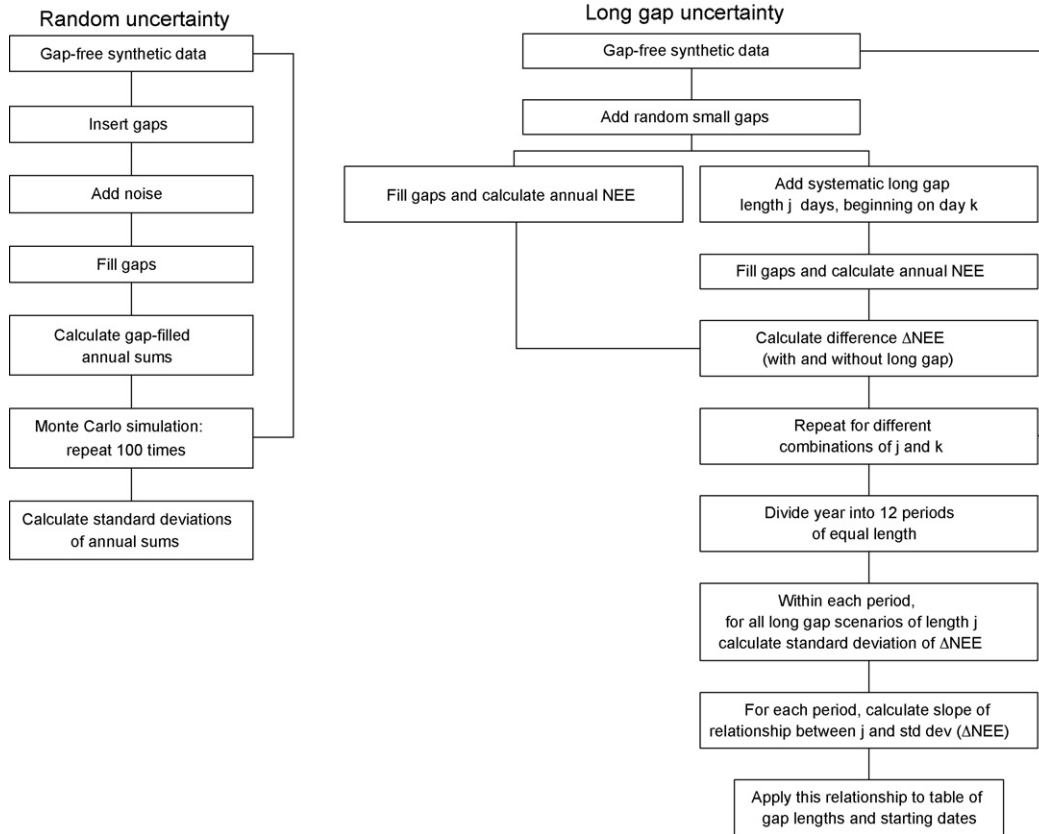 Random uncertainty
Gap-free synthetic data
Insert gaps
Add noise
Fill gaps
Calculate gap-filled
annual sums
Monte Carlo simulation:
repeat 100 times
Calculate standard deviations
of annual sums
Long gap uncertainty
Gap-free synthetic data
Add random small gaps
Fill gaps and calculate annual NEE
Add systematic long gap
length j days, beginning on day k
Fill gaps and calculate annual NEE
Calculate difference ΔNEE
(with and without long gap)
Repeat for different
combinations of j and k
Divide year into 12 periods
of equal length
Within each period,
for all long gap scenarios of length j
calculate standard deviation of ΔNEE
For each period, calculate slope of
relationship between j and std dev (ΔNEE)
Apply this relationship to table of
gap lengths and starting dates